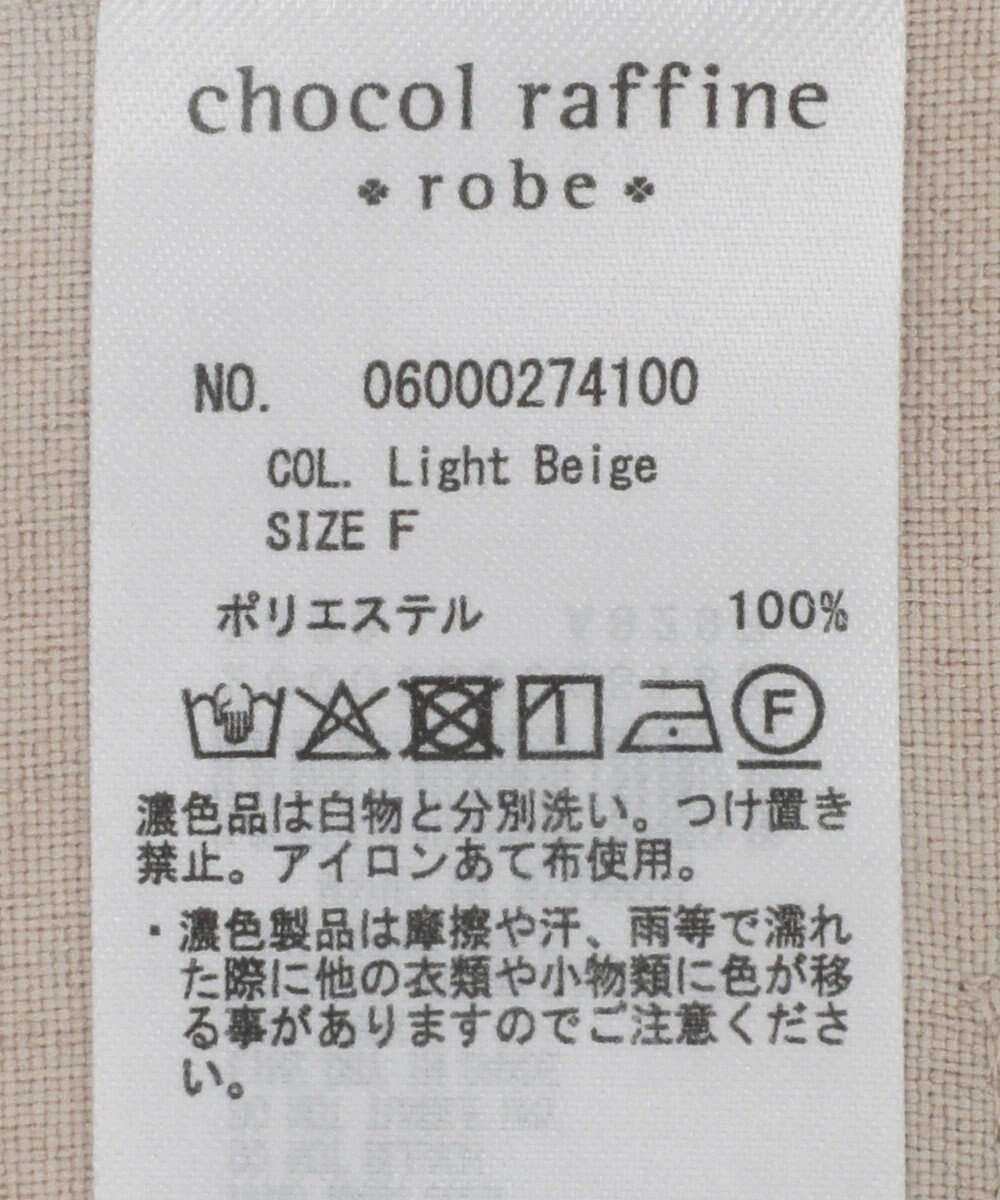 chocol raffine
robe
NO. 06000274100
COL. Light Beige
SIZE F
ポリエステル 100%
F
濃色品は白物と分別洗い。つけ置き
禁止。アイロンあて布使用。
・濃色製品は摩擦や汗、雨等で濡れ
た際に他の衣類や小物類に色が移
る事がありますのでご注意くださ
い。